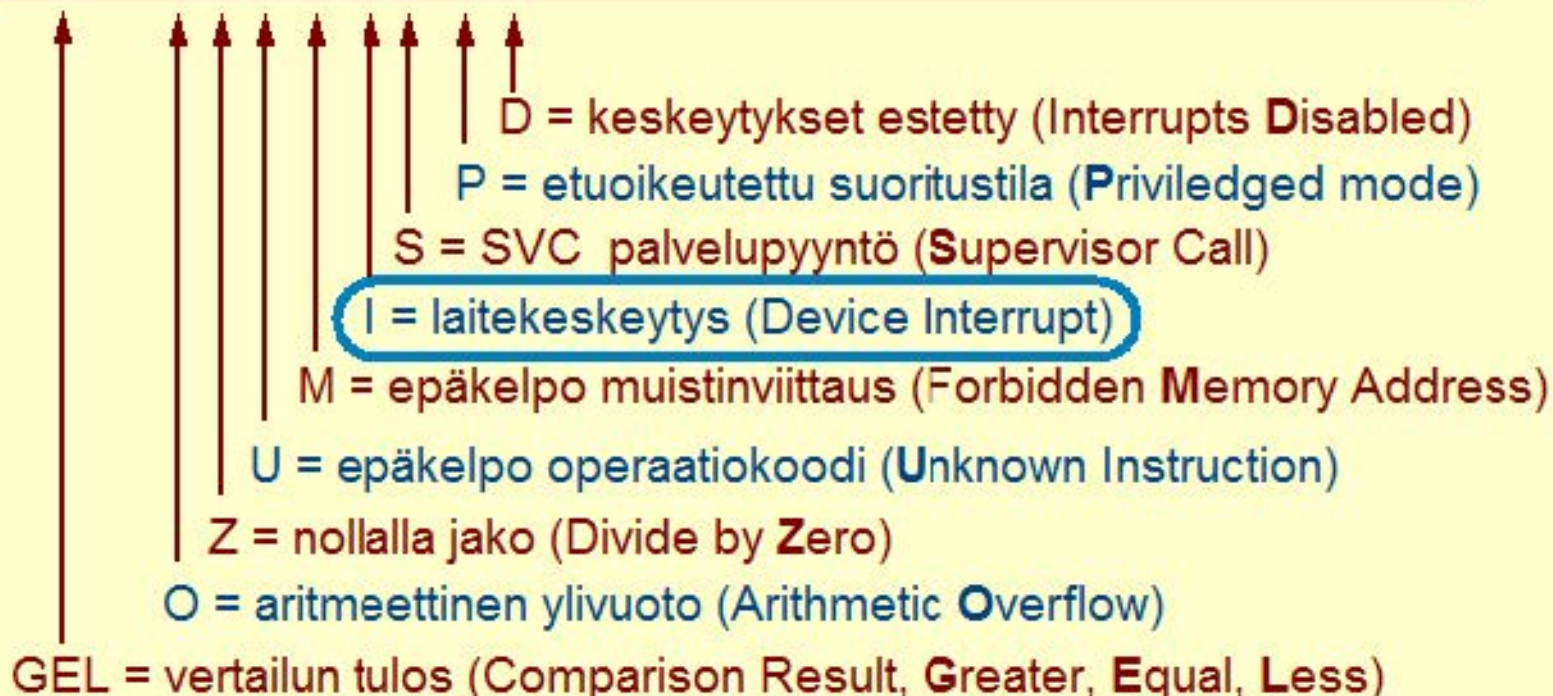 D = keskeytykset estetty (Interrupts Disabled)
P = etuoikeutettu suoritustila (Priviledged mode)
S = SVC palvelupyyntö (Supervisor Call)
I = laitekeskeytys (Device Interrupt)
M = epäkelpo muistinviittaus (Forbidden Memory Address)
U = epäkelpo operaatiokoodi (Unknown Instruction)
Z = nollalla jako (Divide by Zero)
O = aritmeettinen ylivuoto (Arithmetic Overflow)
GEL = vertailun tulos (Comparison Result, Greater, Equal, Less)